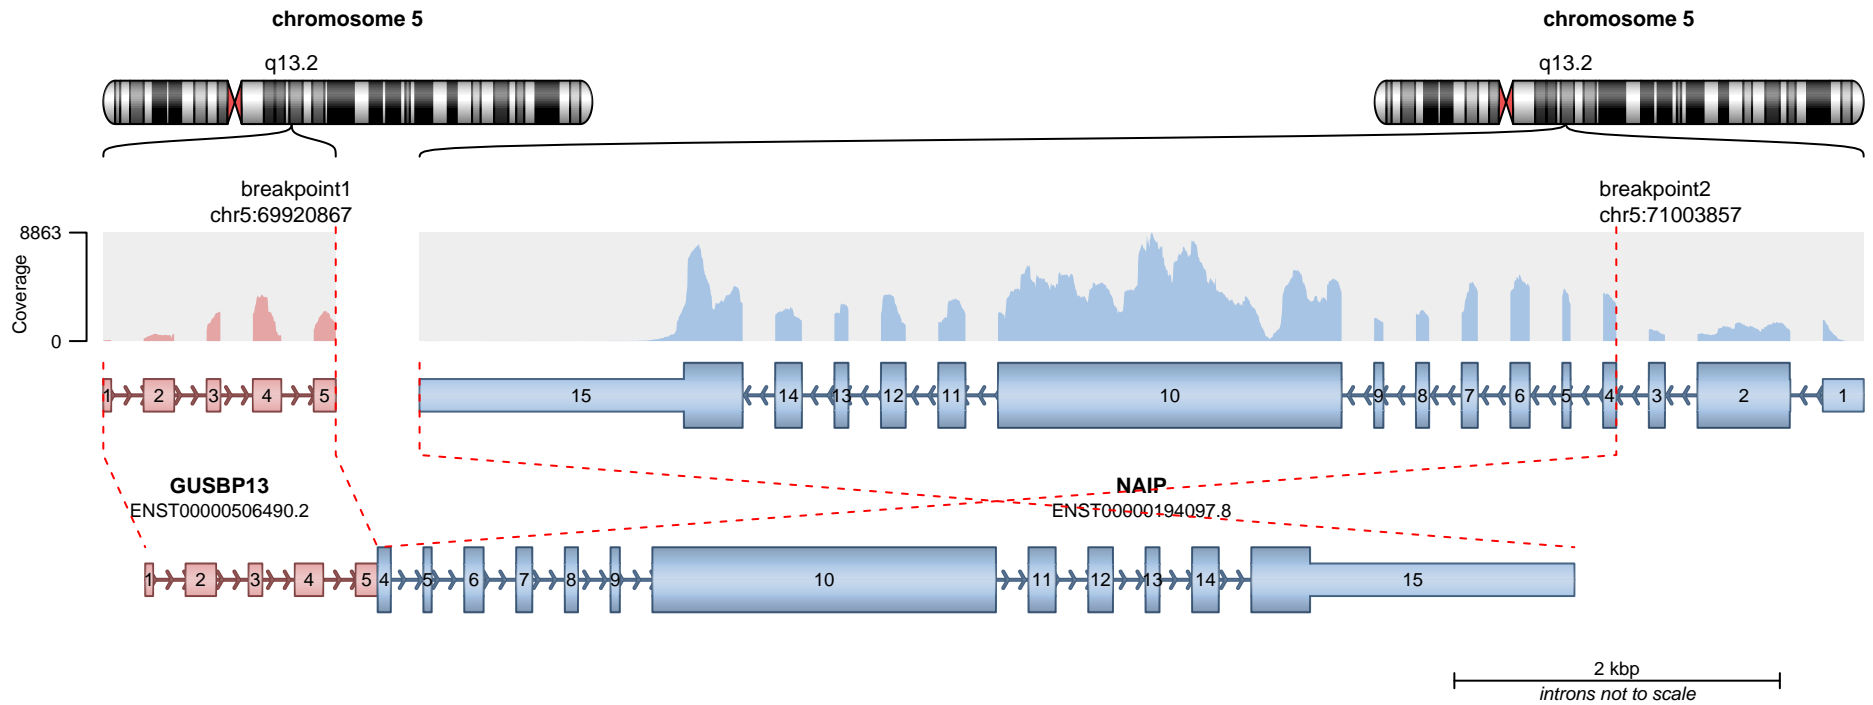 chromosome 5
chromosome 5
q13.2
q13.2
breakpoint1
chr5:69920867
breakpoint2
chr5:71003857
8863
Coverage
0
1 2 3 4 5
15 14 13 12 11 10 9 8 7 6 5 4 3 2 1
GUSBP13
ENST00000506490.2
NAIP
ENST00000194097.8
1 2 3 4 5 4 5 6 7 8 9 10 11 12 13 14 15
2 kbp
introns not to scale